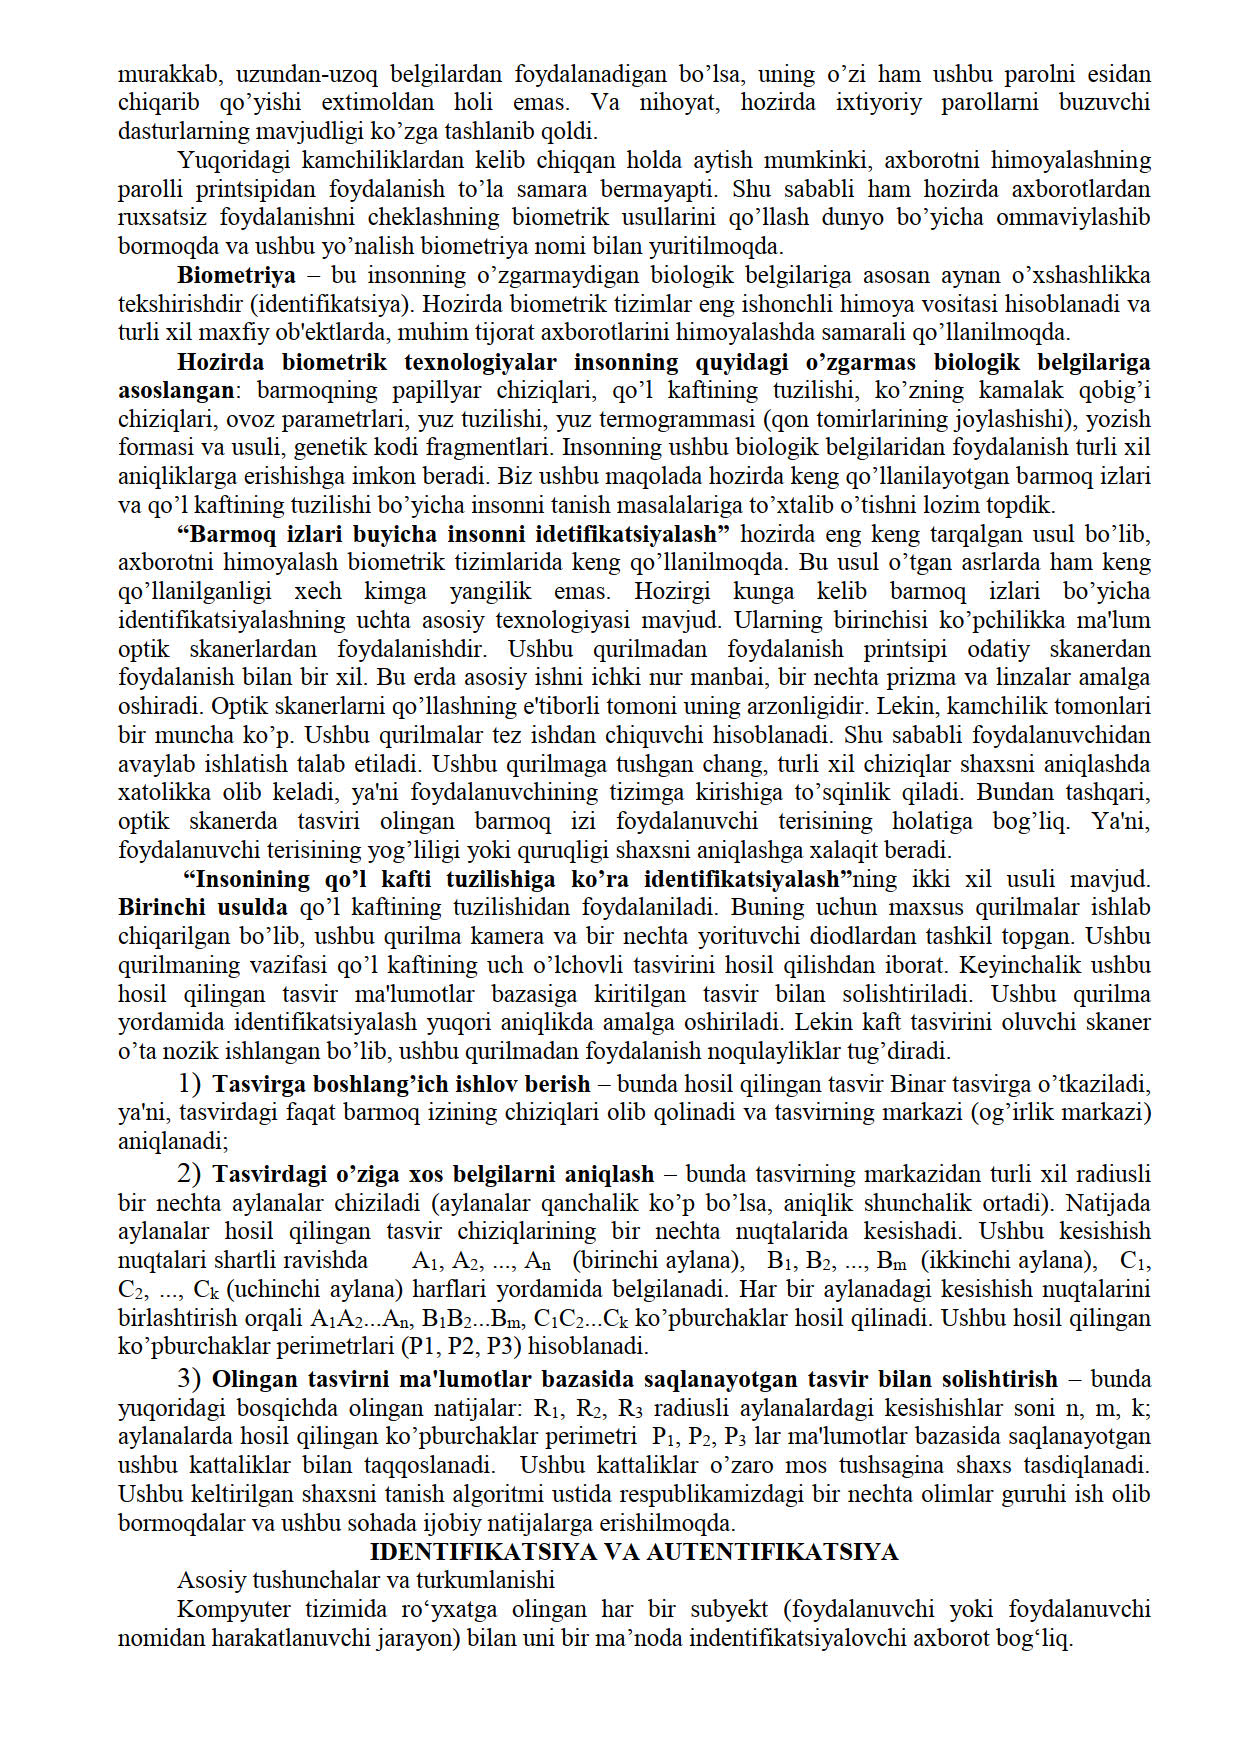 murakkab, uzundan-uzoq belgilardan foydalanadigan bo’lsa, uning o’zi ham ushbu parolni esidan
chiqarib qo’yishi extimoldan holi emas. Va nihoyat, hozirda ixtiyoriy parollarni buzuvchi
dasturlarning mavjudligi ko’zga tashlanib qoldi.
Yuqoridagi kamchiliklardan kelib chiqqan holda aytish mumkinki, axborotni himoyalashning
parolli printsipidan foydalanish to’la samara bermayapti. Shu sababli ham hozirda axborotlardan
ruxsatsiz foydalanishni cheklashning biometrik usullarini qo’llash dunyo bo’yicha ommaviylashib
bormoqda va ushbu yo’nalish biometriya nomi bilan yuritilmoqda.
Biometriya – bu insonning o’zgarmaydigan biologik belgilariga asosan aynan o’xshashlikka
tekshirishdir (identifikatsiya). Hozirda biometrik tizimlar eng ishonchli himoya vositasi hisoblanadi va
turli xil maxfiy ob'ektlarda, muhim tijorat axborotlarini himoyalashda samarali qo’llanilmoqda.
Hozirda biometrik texnologiyalar insonning quyidagi o’zgarmas biologik belgilariga
asoslangan: barmoqning papillyar chiziqlari, qo’l kaftining tuzilishi, ko’zning kamalak qobig’i
chiziqlari, ovoz parametrlari, yuz tuzilishi, yuz termogrammasi (qon tomirlarining joylashishi), yozish
formasi va usuli, genetik kodi fragmentlari. Insonning ushbu biologik belgilaridan foydalanish turli xil
aniqliklarga erishishga imkon beradi. Biz ushbu maqolada hozirda keng qo’llanilayotgan barmoq izlari
va qo’l kaftining tuzilishi bo’yicha insonni tanish masalalariga to’xtalib o’tishni lozim topdik.
“Barmoq izlari buyicha insonni idetifikatsiyalash” hozirda eng keng tarqalgan usul bo’lib,
axborotni himoyalash biometrik tizimlarida keng qo’llanilmoqda. Bu usul o’tgan asrlarda ham keng
qo’llanilganligi xech kimga yangilik emas. Hozirgi kunga kelib barmoq izlari bo’yicha
identifikatsiyalashning uchta asosiy texnologiyasi mavjud. Ularning birinchisi ko’pchilikka ma'lum
optik skanerlardan foydalanishdir. Ushbu qurilmadan foydalanish printsipi odatiy skanerdan
foydalanish bilan bir xil. Bu erda asosiy ishni ichki nur manbai, bir nechta prizma va linzalar amalga
oshiradi. Optik skanerlarni qo’llashning e'tiborli tomoni uning arzonligidir. Lekin, kamchilik tomonlari
bir muncha ko’p. Ushbu qurilmalar tez ishdan chiquvchi hisoblanadi. Shu sababli foydalanuvchidan
avaylab ishlatish talab etiladi. Ushbu qurilmaga tushgan chang, turli xil chiziqlar shaxsni aniqlashda
xatolikka olib keladi, ya'ni foydalanuvchining tizimga kirishiga to’sqinlik qiladi. Bundan tashqari,
optik skanerda tasviri olingan barmoq izi foydalanuvchi terisining holatiga bog’liq. Ya'ni,
foydalanuvchi terisining yog’liligi yoki quruqligi shaxsni aniqlashga xalaqit beradi.
“Insonining qo’l kafti tuzilishiga ko’ra identifikatsiyalash”ning ikki xil usuli mavjud.
Birinchi usulda qo’l kaftining tuzilishidan foydalaniladi. Buning uchun maxsus qurilmalar ishlab
chiqarilgan bo’lib, ushbu qurilma kamera va bir nechta yorituvchi diodlardan tashkil topgan. Ushbu
qurilmaning vazifasi qo’l kaftining uch o’lchovli tasvirini hosil qilishdan iborat. Keyinchalik ushbu
hosil qilingan tasvir ma'lumotlar bazasiga kiritilgan tasvir bilan solishtiriladi. Ushbu qurilma
yordamida identifikatsiyalash yuqori aniqlikda amalga oshiriladi. Lekin kaft tasvirini oluvchi skaner
o’ta nozik ishlangan bo’lib, ushbu qurilmadan foydalanish noqulayliklar tug’diradi.
1) Tasvirga boshlang’ich ishlov berish – bunda hosil qilingan tasvir Binar tasvirga o’tkaziladi,
ya'ni, tasvirdagi faqat barmoq izining chiziqlari olib qolinadi va tasvirning markazi (og’irlik markazi)
aniqlanadi;
2) Tasvirdagi o’ziga xos belgilarni aniqlash – bunda tasvirning markazidan turli xil radiusli
bir nechta aylanalar chiziladi (aylanalar qanchalik ko’p bo’lsa, aniqlik shunchalik ortadi). Natijada
aylanalar hosil qilingan tasvir chiziqlarining bir nechta nuqtalarida kesishadi. Ushbu kesishish
nuqtalari shartli ravishda A1, A2, ..., An (birinchi aylana), B1, B2, ..., Bm (ikkinchi aylana), C1,
C2, ..., Ck (uchinchi aylana) harflari yordamida belgilanadi. Har bir aylanadagi kesishish nuqtalarini
birlashtirish orqali A1A2...An, B1B2...Bm, C1C2...Ck ko’pburchaklar hosil qilinadi. Ushbu hosil qilingan
ko’pburchaklar perimetrlari (P1, P2, P3) hisoblanadi.
3) Olingan tasvirni ma'lumotlar bazasida saqlanayotgan tasvir bilan solishtirish – bunda
yuqoridagi bosqichda olingan natijalar: R1, R2, R3 radiusli aylanalardagi kesishishlar soni n, m, k;
aylanalarda hosil qilingan ko’pburchaklar perimetri P1, P2, P3 lar ma'lumotlar bazasida saqlanayotgan
ushbu kattaliklar bilan taqqoslanadi. Ushbu kattaliklar o’zaro mos tushsagina shaxs tasdiqlanadi.
Ushbu keltirilgan shaxsni tanish algoritmi ustida respublikamizdagi bir nechta olimlar guruhi ish olib
bormoqdalar va ushbu sohada ijobiy natijalarga erishilmoqda.
IDENTIFIKATSIYA VA AUTENTIFIKATSIYA
Asosiy tushunchalar va turkumlanishi
Kompyuter tizimida ro‘yxatga olingan har bir subyekt (foydalanuvchi yoki foydalanuvchi
nomidan harakatlanuvchi jarayon) bilan uni bir ma’noda indentifikatsiyalovchi axborot bog‘liq.